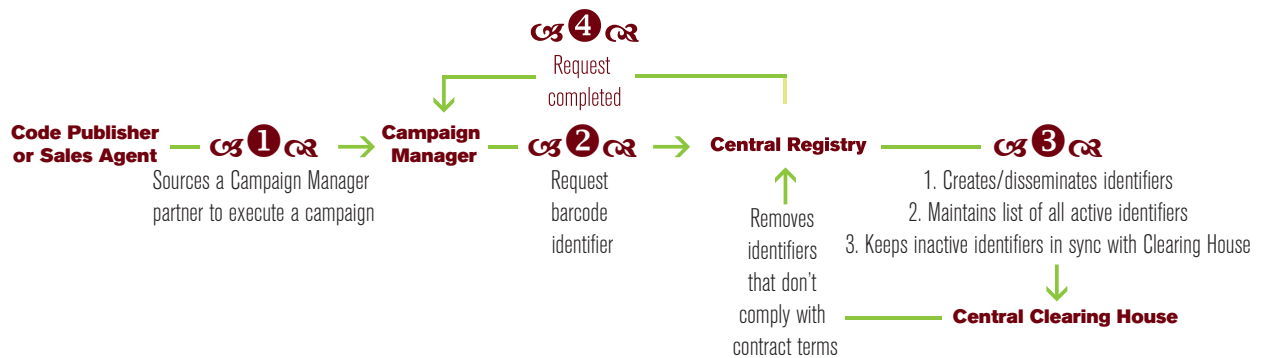 4
Request
completed
Code Publisher
or Sales Agent
1
Sources a Campaign Manager
partner to execute a campaign
Campaign
Manager
2
Request
barcode
identifier
Central Registry
3
1. Creates/disseminates identifiers
2. Maintains list of all active identifiers
3. Keeps inactive identifiers in sync with Clearing House
Removes
identifiers
that don't
comply with
contract terms
Central Clearing House